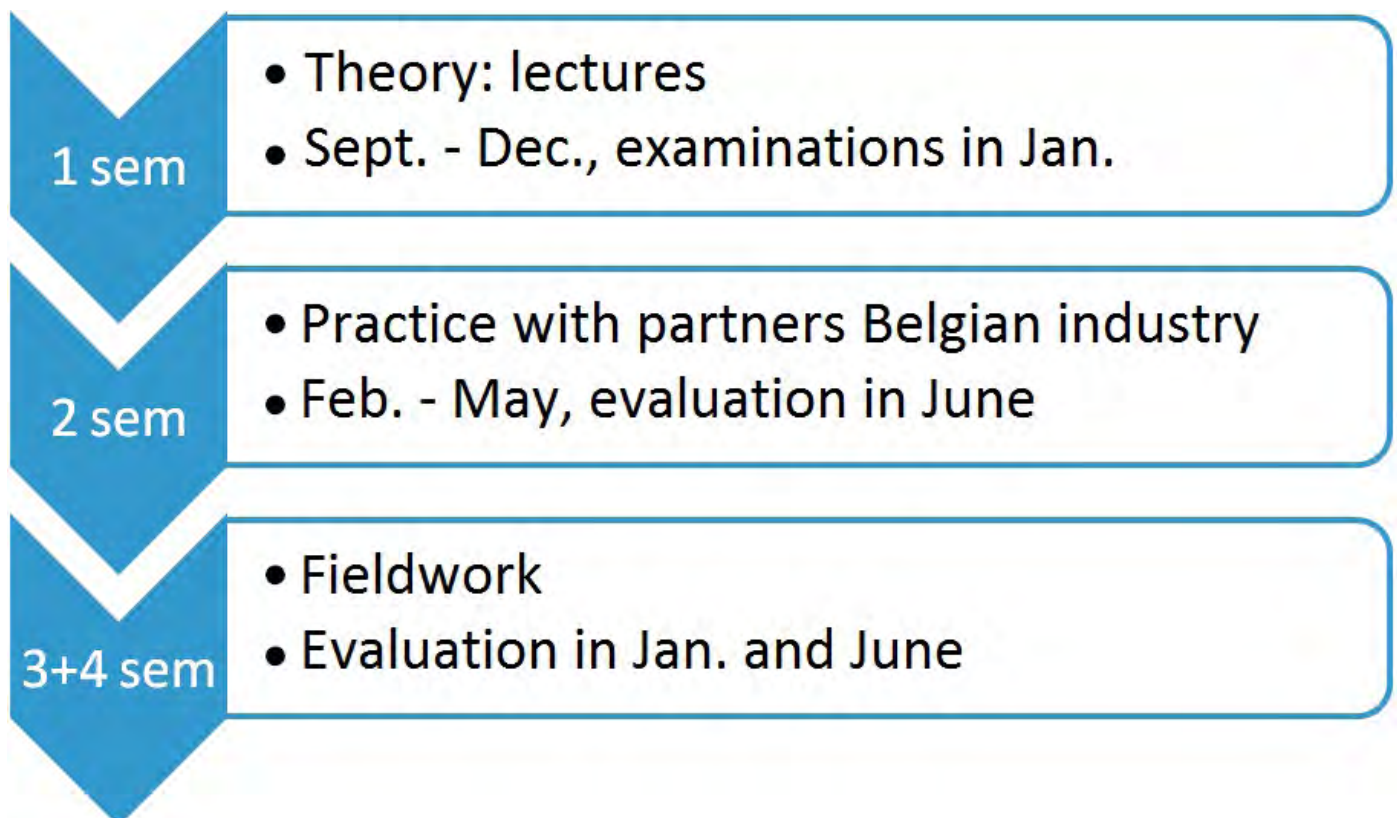 1 sem
• Theory: lectures
• Sept. - Dec., examinations in Jan.
2 sem
• Practice with partners Belgian industry
• Feb. - May, evaluation in June
3+4 sem
• Fieldwork
• Evaluation in Jan. and June